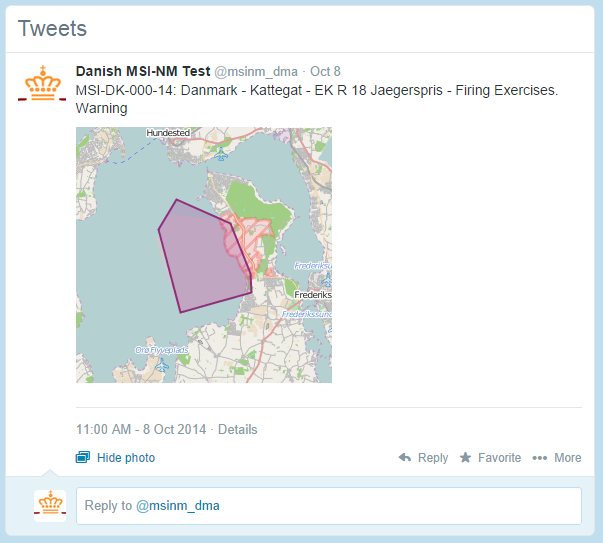 Tweets
Danish MSI-NM Test @msinm_dma · Oct 8
MSI-DK-000-14: Danmark - Kattegat - EK R 18 Jaegerspris - Firing Exercises.
Warning
Hundested
Frederiksu
Frederiks
Frederikssund
Orø Flyveplads
11:00 AM - 8 Oct 2014 · Details
Hide photo
Reply
Favorite
More
Reply to @msinm_dma